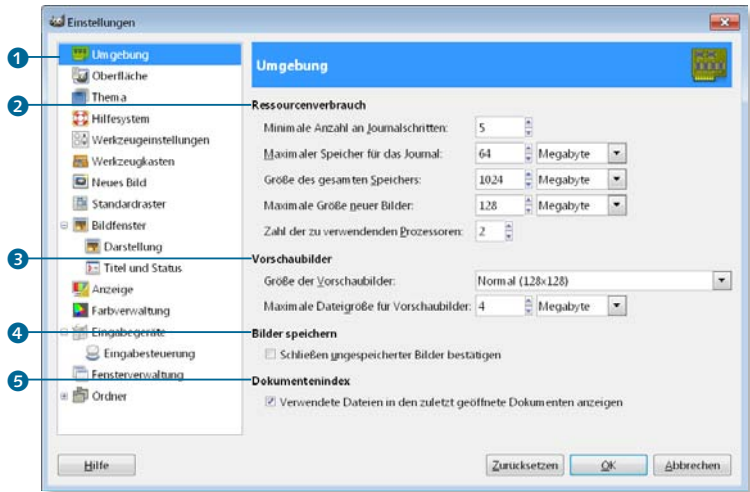 Einstellungen
1
Umgebung
Oberfläche
Thema
Hilfesystem
Werkzeugeinstellungen
Werkzeugkasten
Neues Bild
Standardraster
Bildfenster
Darstellung
Titel und Status
Anzeige
Farbverwaltung
Eingabegeräte
Eingabesteuerung
Fensterverwaltung
Ordner
Umgebung
2
Ressourcenverbrauch
Minimale Anzahl an Journalschritten: 5
Maximaler Speicher für das Journal: 64 Megabyte
Größe des gesamten Speichers: 1024 Megabyte
Maximale Größe neuer Bilder: 128 Megabyte
Zahl der zu verwendenden Prozessoren: 2
3
Vorschaubilder
Größe der Vorschaubilder: Normal (128x128)
Maximale Dateigröße für Vorschaubilder: 4 Megabyte
4
Bilder speichern
Schließen ungespeicherter Bilder bestätigen
5
Dokumentenindex
Verwendete Dateien in den zuletzt geöffnete Dokumenten anzeigen
Hilfe
Zurücksetzen
OK
Abbrechen